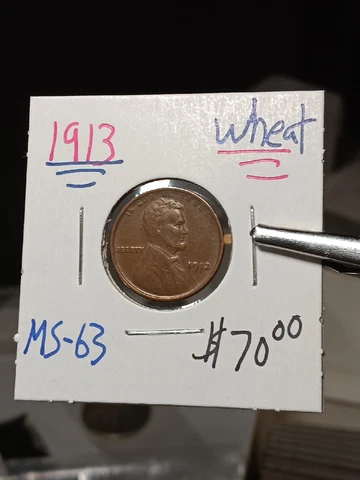 1913
wheat
LIBERTY
1913
MS-63
$70.00